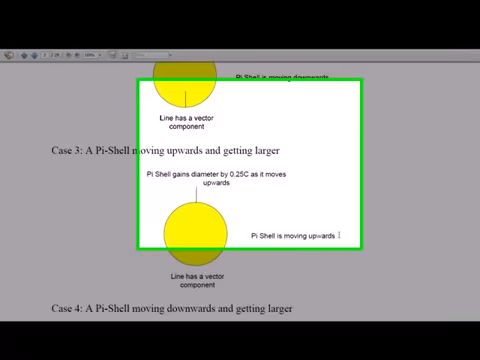 Pi Shell is moving downwards
Line has a vector
component
Case 3: A Pi-Shell moving upwards and getting larger
Pi Shell gains diameter by 0.25C as it moves
upwards
Pi Shell is moving upwards
Line has a vector
component
Case 4: A Pi-Shell moving downwards and getting larger